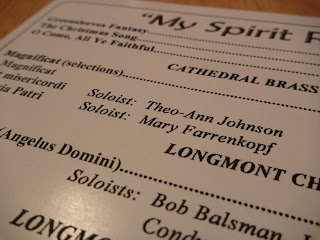 "My Spirit R
Greensleeves Fantasy.....................
The Christmas Song.....................
O Come, All Ye Faithful.....................
CATHEDRAL BRASS
Magnificat (selections).....................
Magnificat
misericordi
Patri
Soloist: Theo-Ann Johnson
Soloist: Mary Farrenkopf
LONGMONT CH
(Angelus Domini).....................
Soloists: Bob Balsman, J
LONGMO
Cond